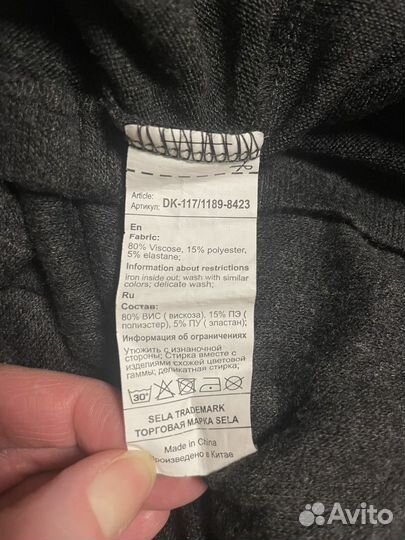 Article:
Артикул: DK-117/1189-8423
En
Fabric:
80% Viscose, 15% polyester,
5% elastane;
Information about restrictions
Iron inside out; wash with similar
colors; delicate wash;
Ru
Состав:
80% ВИС ( вискоза), 15% ПЭ (
полиэстер), 5% ПУ ( эластан);
Информация об ограничениях
Утюжить с изнаночной
стороны; Стирка вместе с
изделиями схожей цветовой
гаммы; деликатная стирка;
30°
SELA TRADEMARK
ТОРГОВАЯ МАРКА SELA
Made in China
Произведено в Китае
Avito